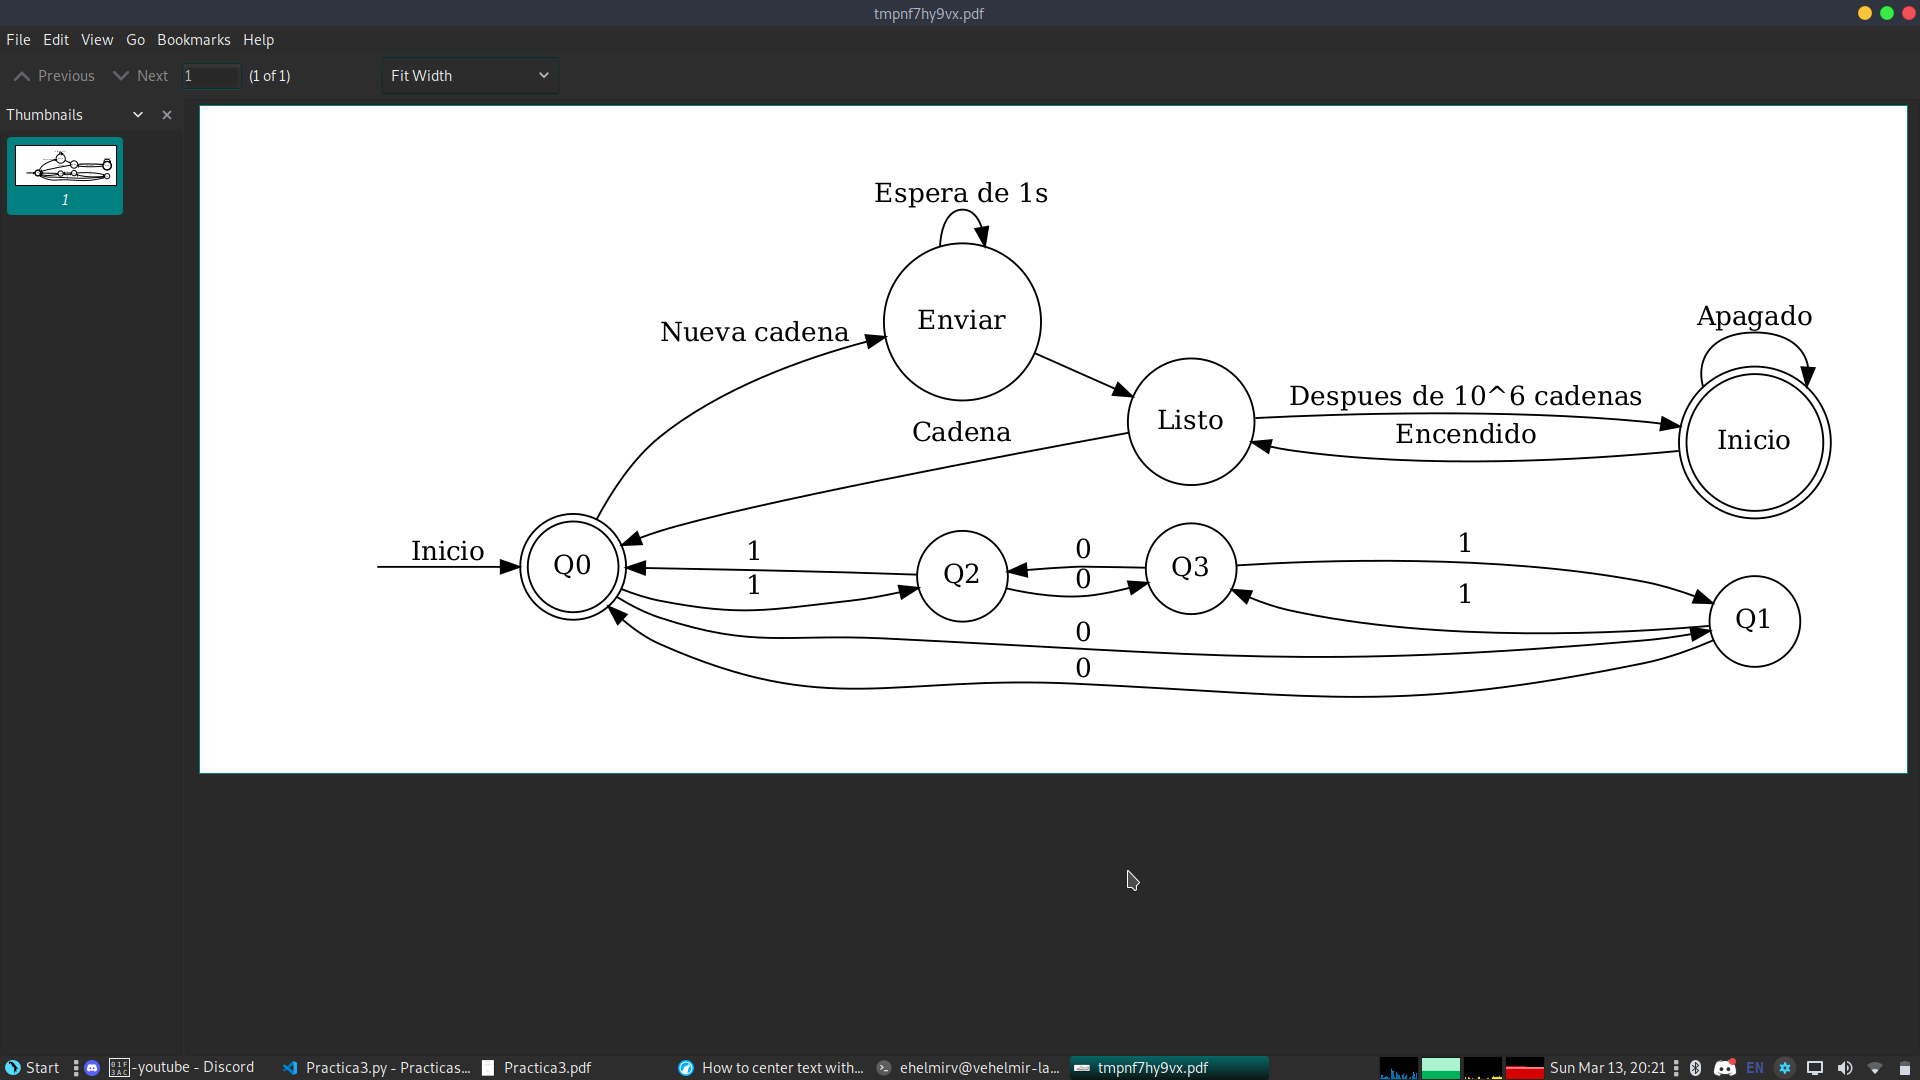 tmpnf7hy9vx.pdf
File Edit View Go Bookmarks Help
Previous Next 1 (1 of 1) Fit Width
Thumbnails
1
Espera de 1s
Enviar
Nueva cadena
Apagado
Listo
Despues de 10^6 cadenas
Encendido
Inicio
Cadena
Inicio
Q0
1
1
Q2
0
0
Q3
1
1
Q1
0
0
Start
-youtube - Discord
Practica3.py - Practicas...
Practica3.pdf
How to center text with...
ehelmirv@vehelmir-la...
tmpnf7hy9vx.pdf
Sun Mar 13, 20:21
EN